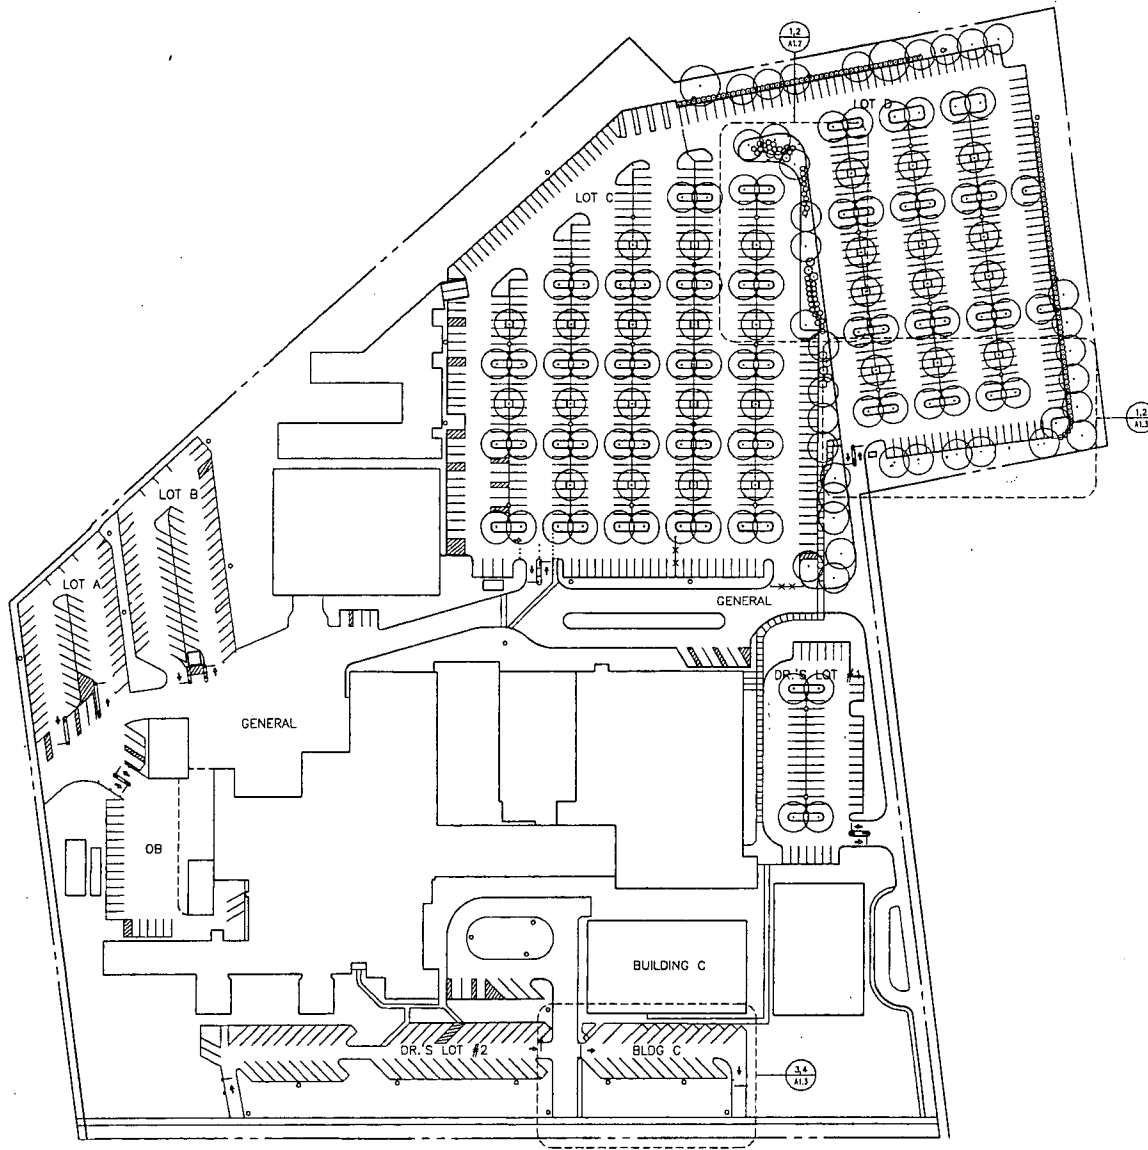 1,2
A1.2
LOT D
LOT C
1,2
A1.3
LOT B
LOT A
GENERAL
DR.'S LOT #1
GENERAL
OB
BUILDING C
DR.'S LOT #2
BLDG C
3,4
A1.3